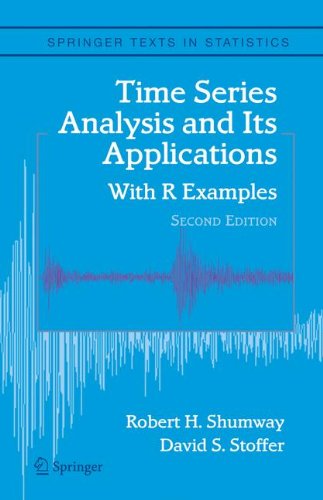 SPRINGER TEXTS IN STATISTICS
Time Series
Analysis and Its
Applications
With R Examples
SECOND EDITION
Robert H. Shumway
David S. Stoffer
Springer